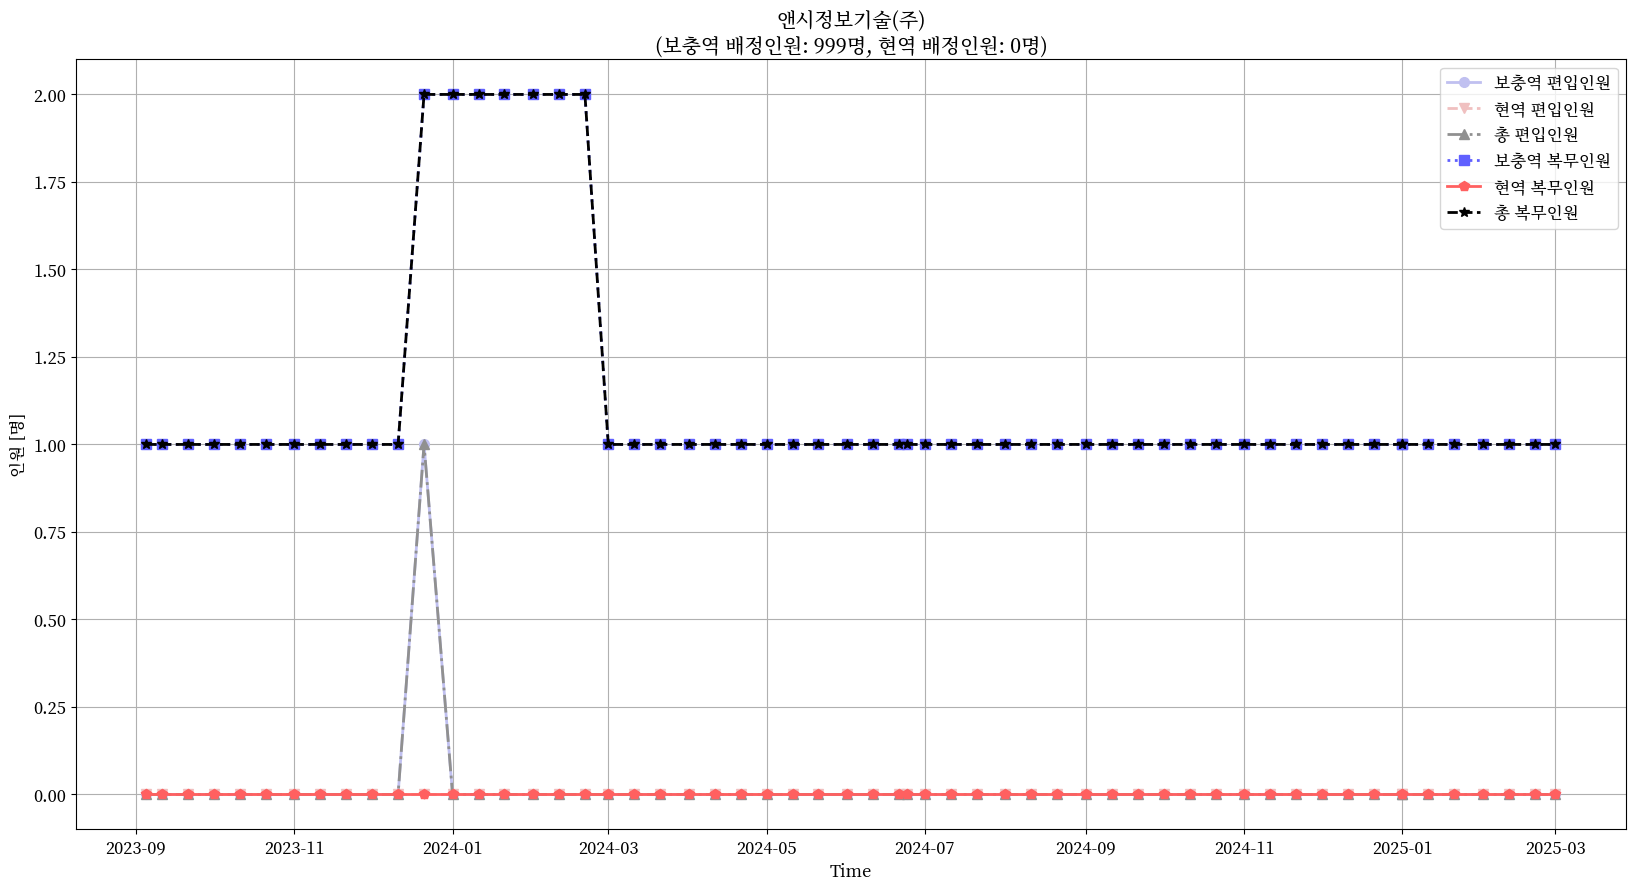 앤시정보기술(주)
(보충역 배정인원: 999명, 현역 배정인원: 0명)
보충역 편입인원
현역 편입인원
총 편입인원
보충역 복무인원
현역 복무인원
총 복무인원
인원 [명]
2.00
1.75
1.50
1.25
1.00
0.75
0.50
0.25
0.00
2023-09 2023-11 2024-01 2024-03 2024-05 2024-07 2024-09 2024-11 2025-01 2025-03
Time